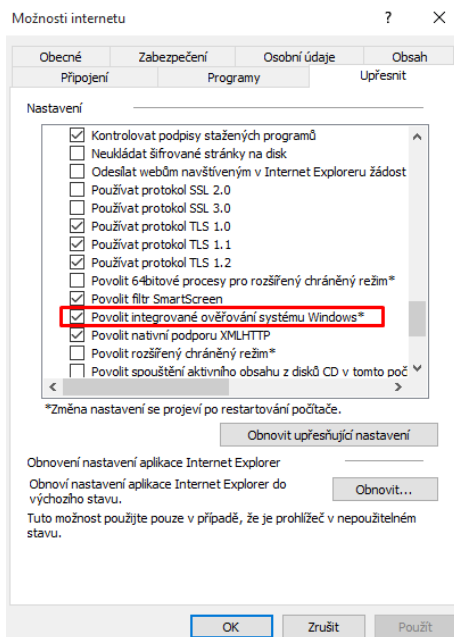 Možnosti internetu
Obecné Zabezpečení Osobní údaje Obsah
Připojení Programy Upřesnit
Nastavení
Kontrolovat podpisy stažených programů
Neukládat šifrované stránky na disk
Odesílat webům navštíveným v Internet Exploreru žádost
Používat protokol SSL 2.0
Používat protokol SSL 3.0
Používat protokol TLS 1.0
Používat protokol TLS 1.1
Používat protokol TLS 1.2
Povolit 64bitové procesy pro rozšířený chráněný režim*
Povolit filtr SmartScreen
Povolit integrované ověřování systému Windows*
Povolit nativní podporu XMLHTTP
Povolit rozšířený chráněný režim*
Povolit spouštění aktivního obsahu z disků CD v tomto poč
*Změna nastavení se projeví po restartování počítače.
Obnovit upřesňující nastavení
Obnovení nastavení aplikace Internet Explorer
Obnoví nastavení aplikace Internet Explorer do
výchozího stavu.
Obnovit...
Tuto možnost použijte pouze v případě, že je prohlížeč v nepoužitelném
stavu.
OK Zrušit Použít